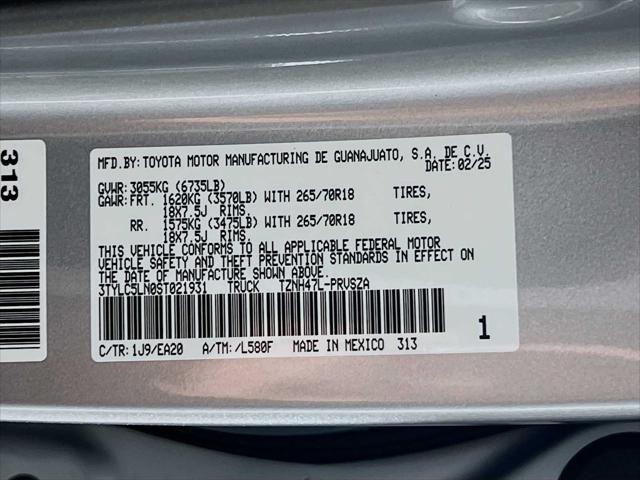 MFD.BY:TOYOTA MOTOR MANUFACTURING DE GUANAJUATO, S.A. DE C.V.
DATE:02/25
GVWR:3055KG (6735LB)
GAWR:FRT. 1620KG (3570LB) WITH 265/70R18 TIRES,
18X7.5J RIMS,
RR. 1575KG (3475LB) WITH 265/70R18 TIRES,
18X7.5J RIMS,
THIS VEHICLE CONFORMS TO ALL APPLICABLE FEDERAL MOTOR
VEHICLE SAFETY AND THEFT PREVENTION STANDARDS IN EFFECT ON
THE DATE OF MANUFACTURE SHOWN ABOVE.
3TYLC5LN0ST021931 TRUCK TZNH47L-PRVSZA
C/TR:1J9/EA20 A/TM:/L580F MADE IN MEXICO 313
1
313